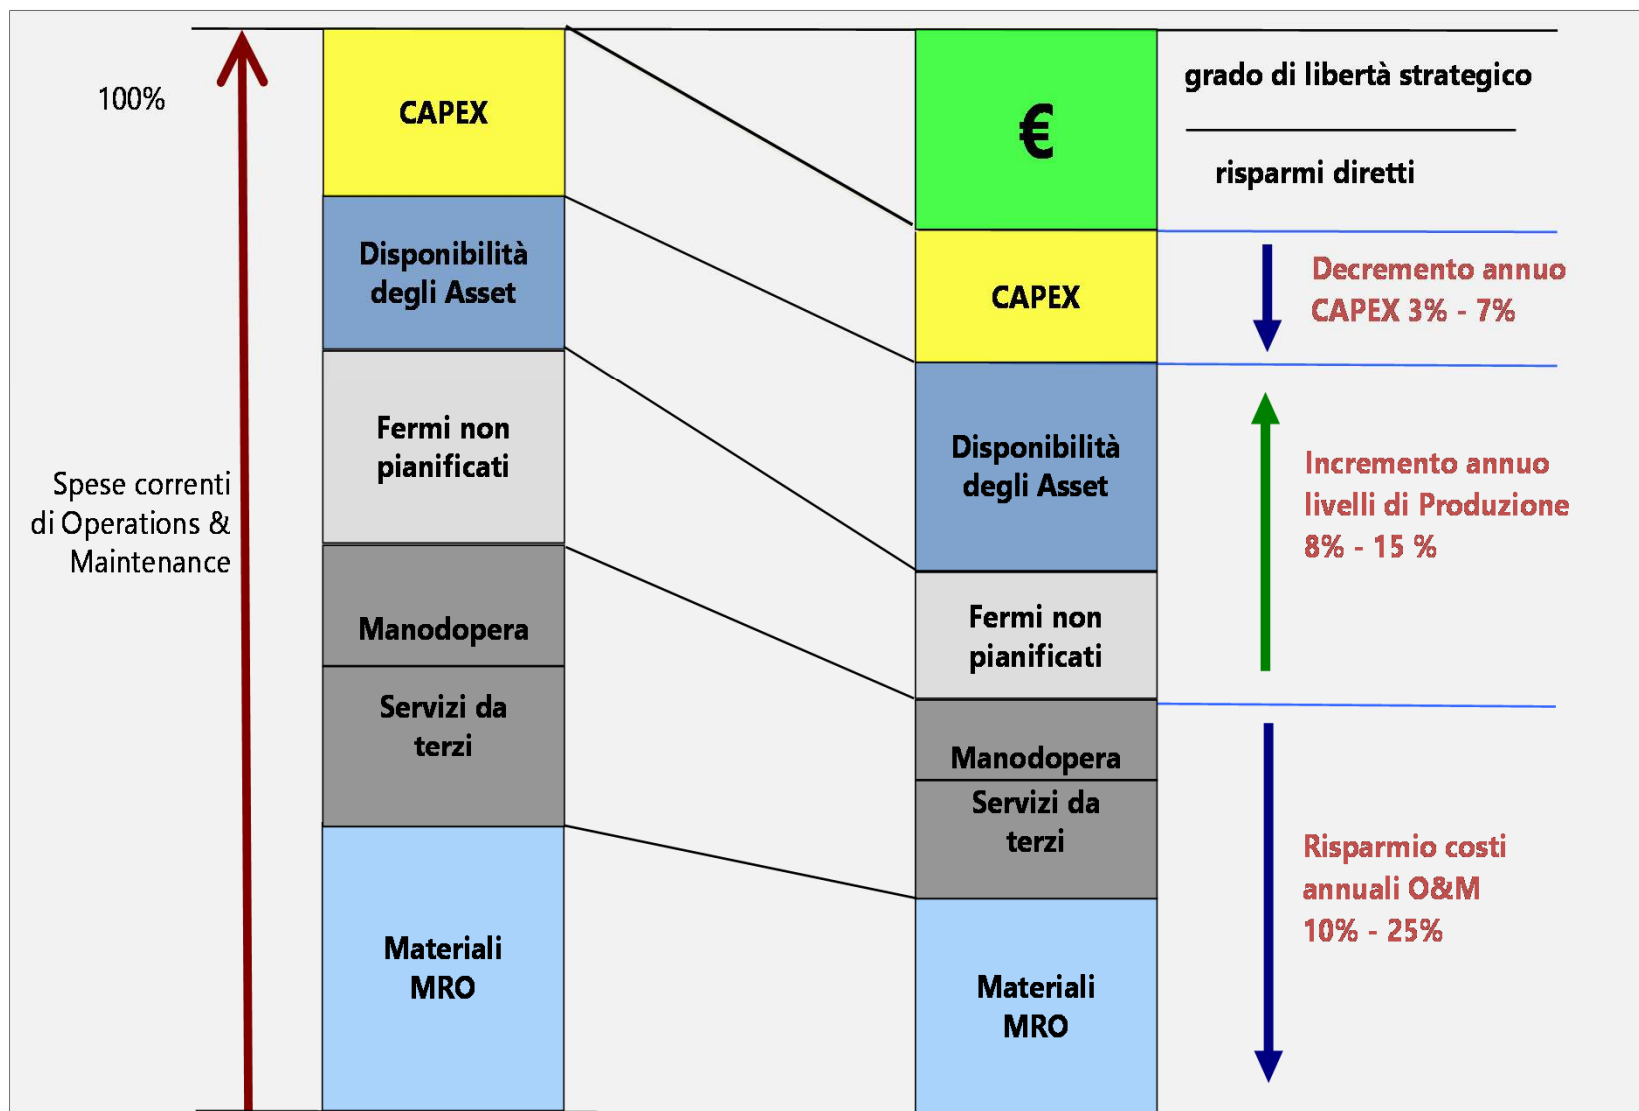 100%
Spese correnti
di Operations &
Maintenance
CAPEX
Disponibilità
degli Asset
Fermi non
pianificati
Manodopera
Servizi da
terzi
Materiali
MRO
€
CAPEX
Disponibilità
degli Asset
Fermi non
pianificati
Manodopera
Servizi da
terzi
Materiali
MRO
grado di libertà strategico
risparmi diretti
Decremento annuo
CAPEX 3% - 7%
Incremento annuo
livelli di Produzione
8% - 15 %
Risparmio costi
annuali O&M
10% - 25%